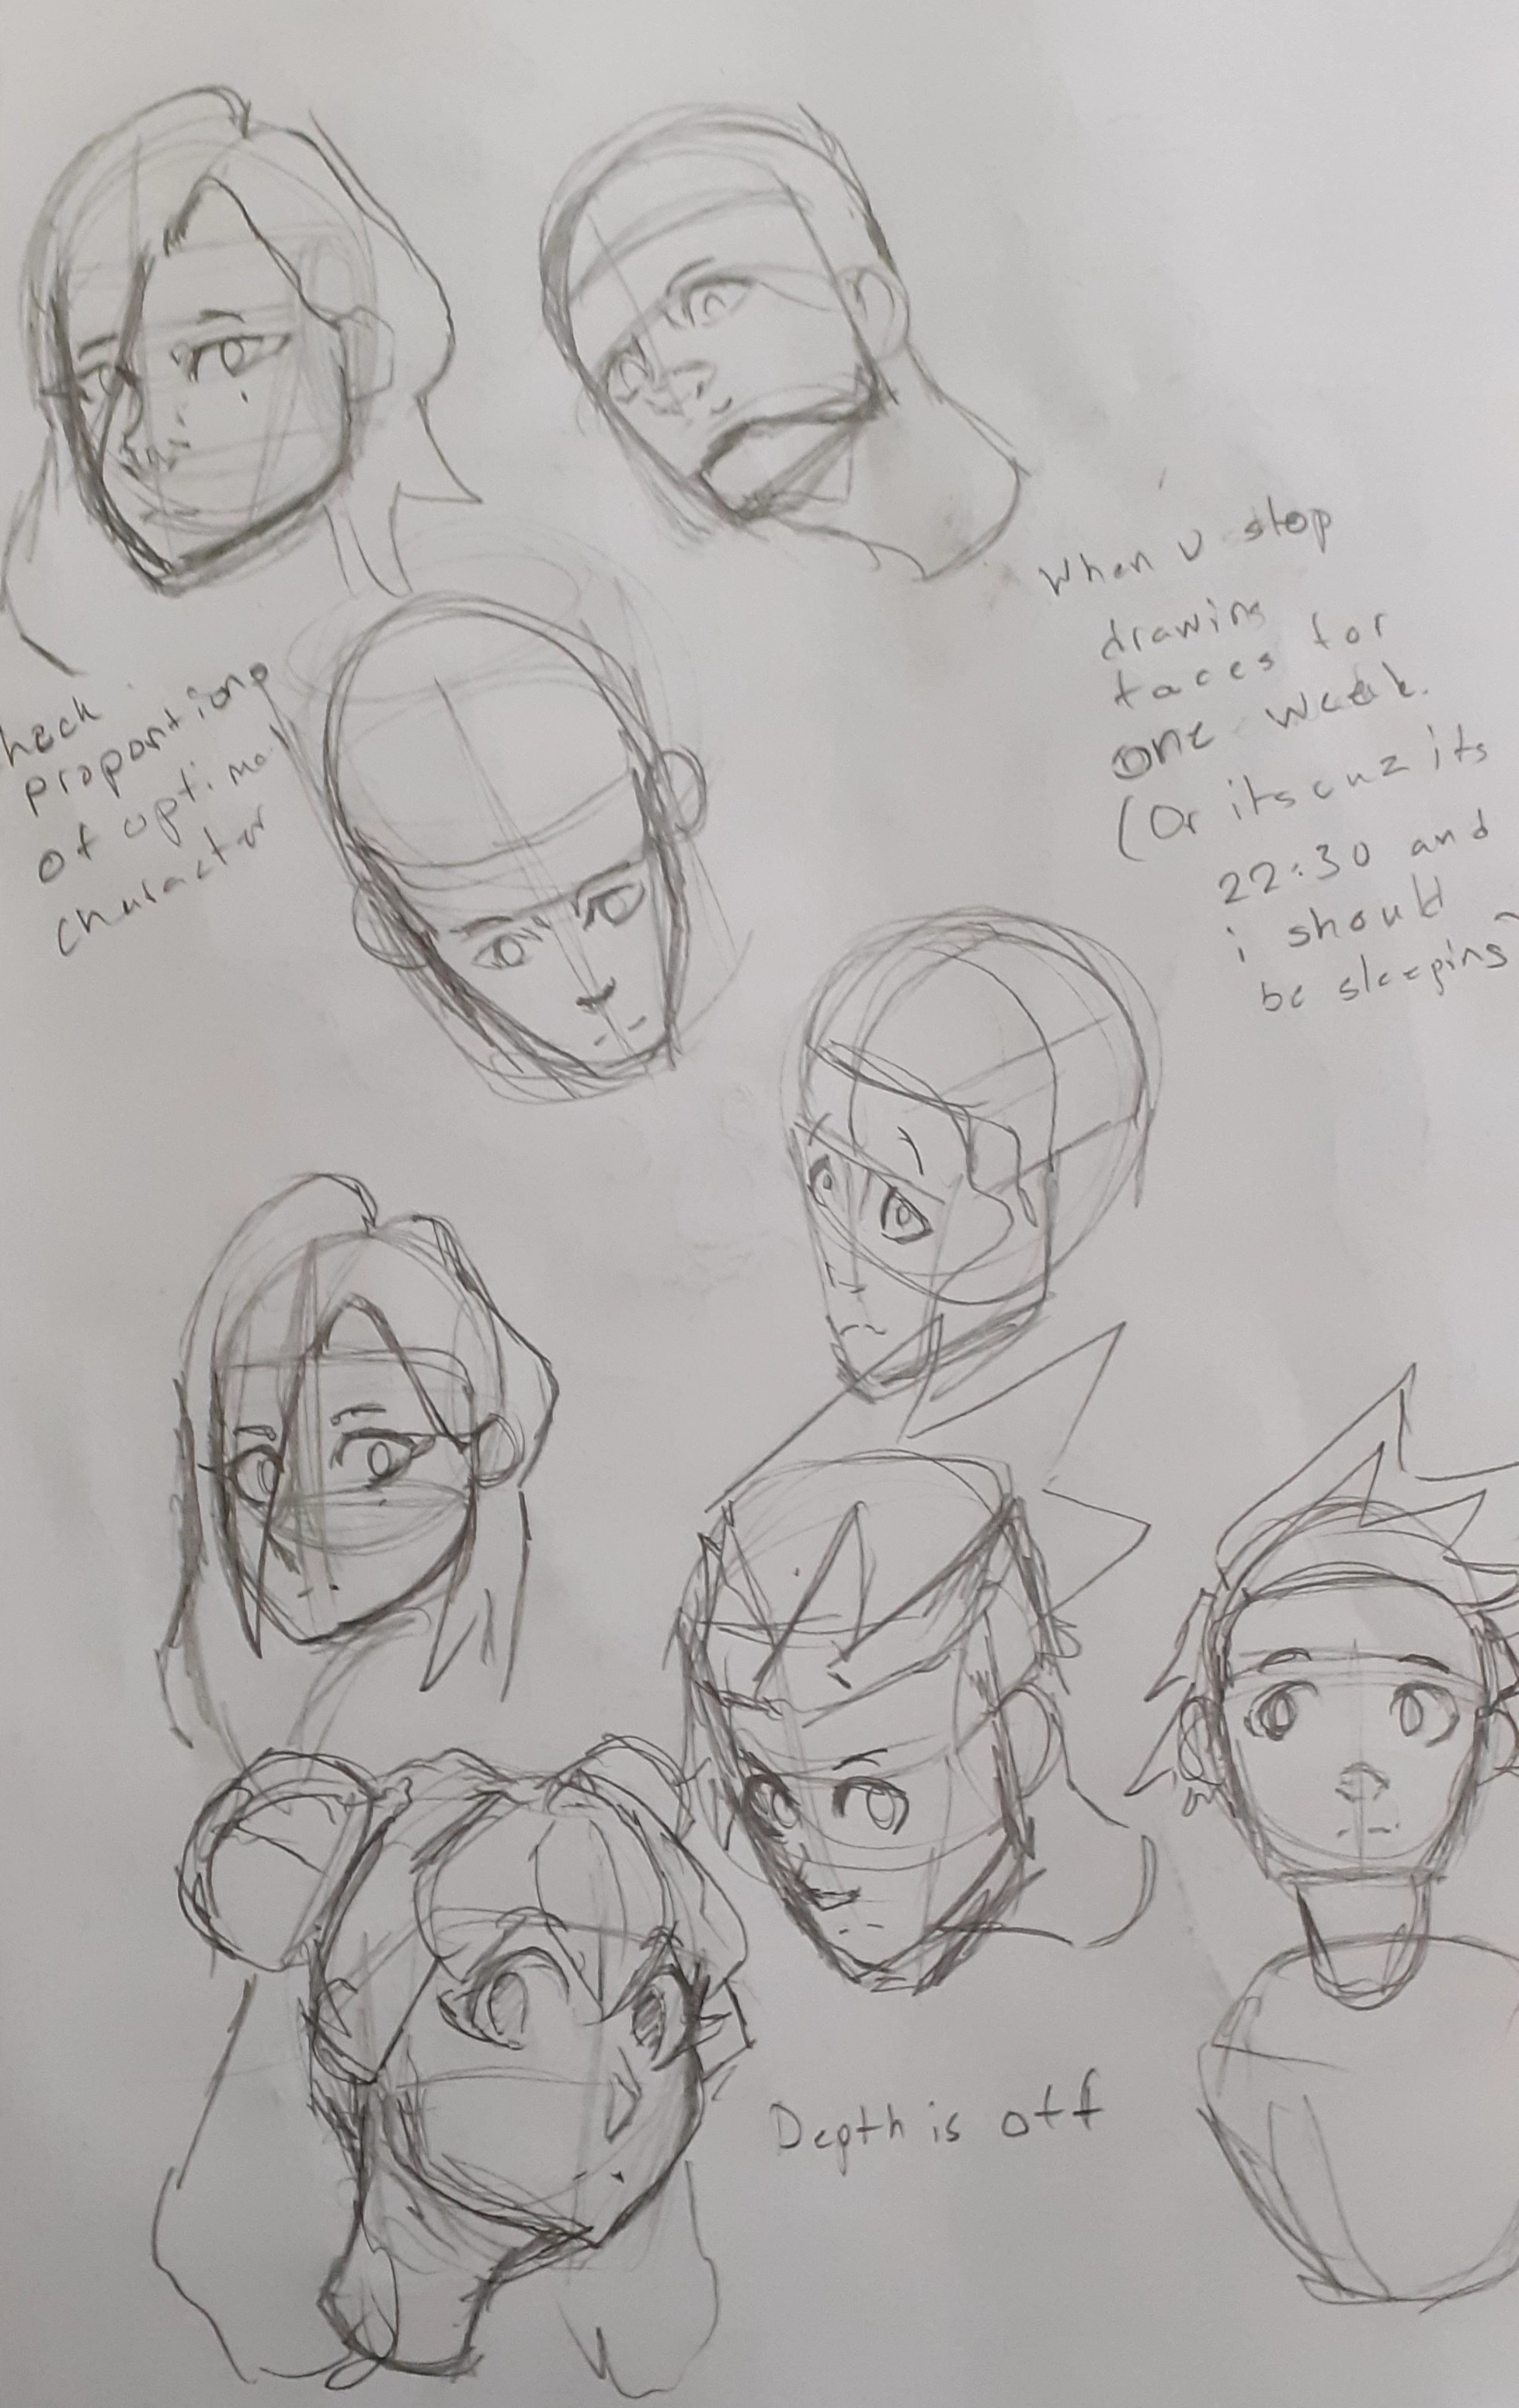 heck
proportions
of optimal
character
When u stop
drawing
faces for
one week.
(Or its cuz its
22:30 and
i should
be sleeping)
Depth is off